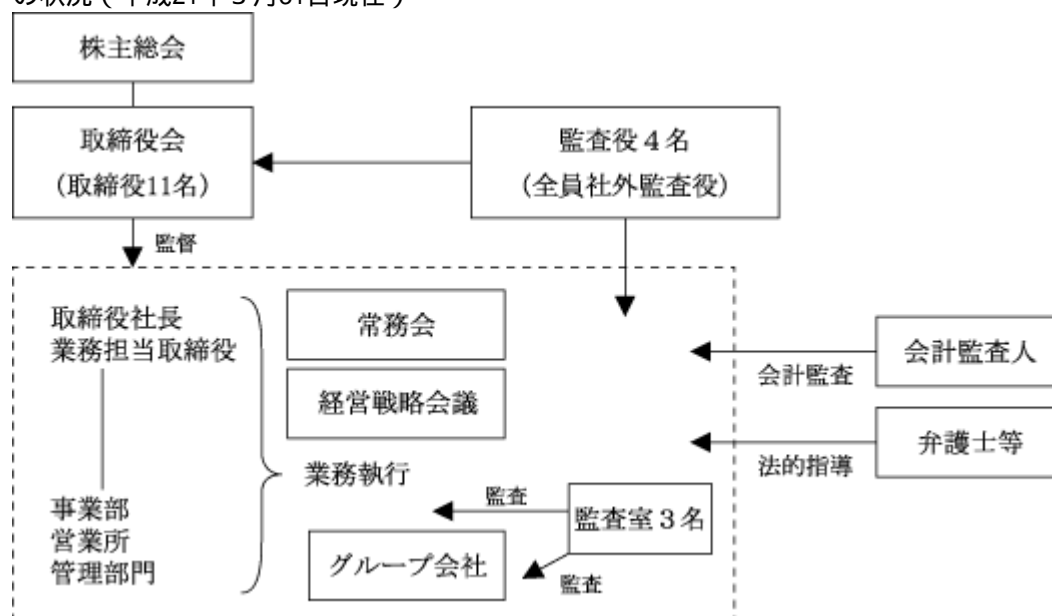 株主総会
取締役会
(取締役11名)
監査役4名
(全員社外監査役)
監督
取締役社長
業務担当取締役
常務会
経営戦略会議
会計監査人
会計監査
弁護士等
法的指導
業務執行
事業部
営業所
管理部門
監査
監査室3名
グループ会社
監査